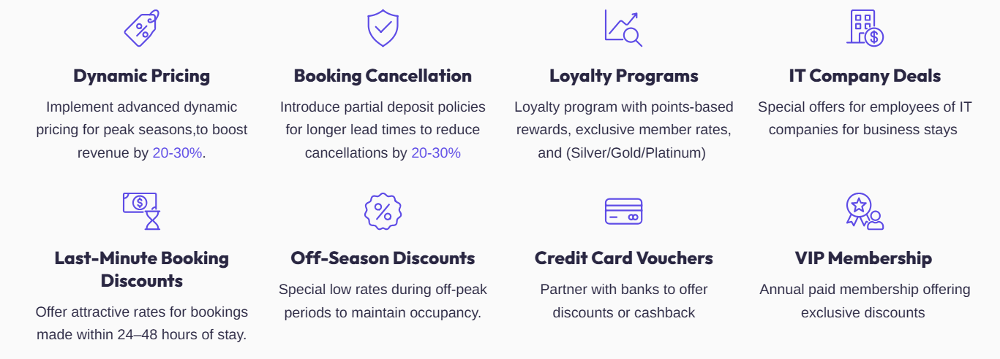 Dynamic Pricing
Implement advanced dynamic
pricing for peak seasons,to boost
revenue by 20-30%.
Booking Cancellation
Introduce partial deposit policies
for longer lead times to reduce
cancellations by 20-30%
Loyalty Programs
Loyalty program with points-based
rewards, exclusive member rates,
and (Silver/Gold/Platinum)
IT Company Deals
Special offers for employees of IT
companies for business stays
Last-Minute Booking
Discounts
Offer attractive rates for bookings
made within 24–48 hours of stay.
Off-Season Discounts
Special low rates during off-peak
periods to maintain occupancy.
Credit Card Vouchers
Partner with banks to offer
discounts or cashback
VIP Membership
Annual paid membership offering
exclusive discounts